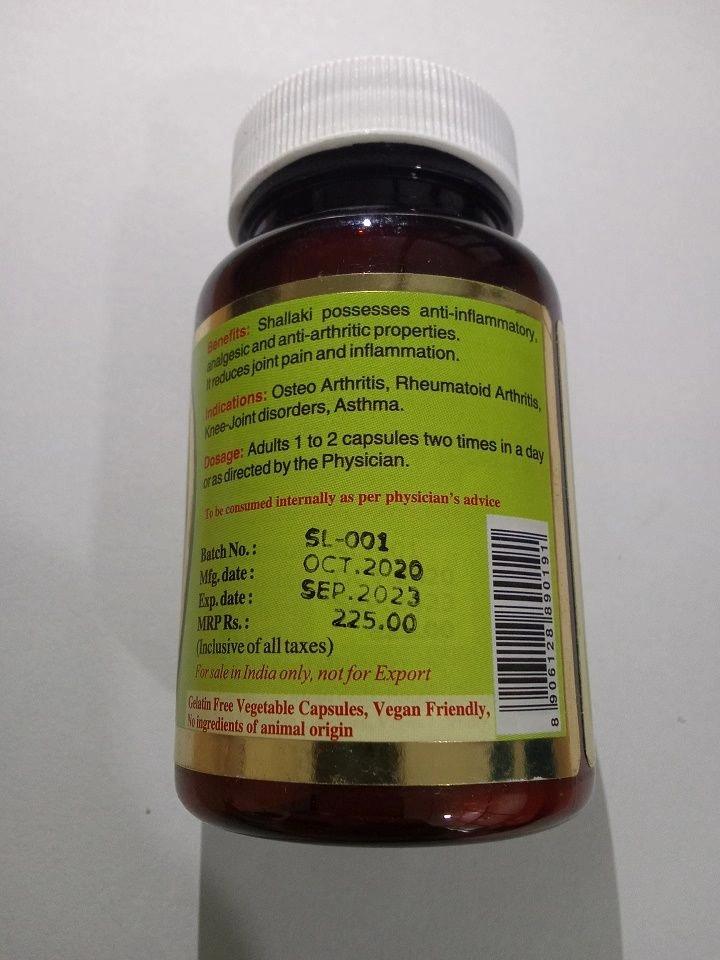 Benefits: Shallaki possesses anti-inflammatory,
analgesic and anti-arthritic properties.
It reduces joint pain and inflammation.
Indications: Osteo Arthritis, Rheumatoid Arthritis,
Knee-Joint disorders, Asthma.
Dosage: Adults 1 to 2 capsules two times in a day
or as directed by the Physician.
To be consumed internally as per physician's advice
Batch No. : SL-001
Mfg. date : OCT.2020
Exp. date : SEP.2023
MRP Rs. : 225.00
(Inclusive of all taxes)
For sale in India only, not for Export
Gelatin Free Vegetable Capsules, Vegan Friendly,
No ingredients of animal origin
8 906128 890191